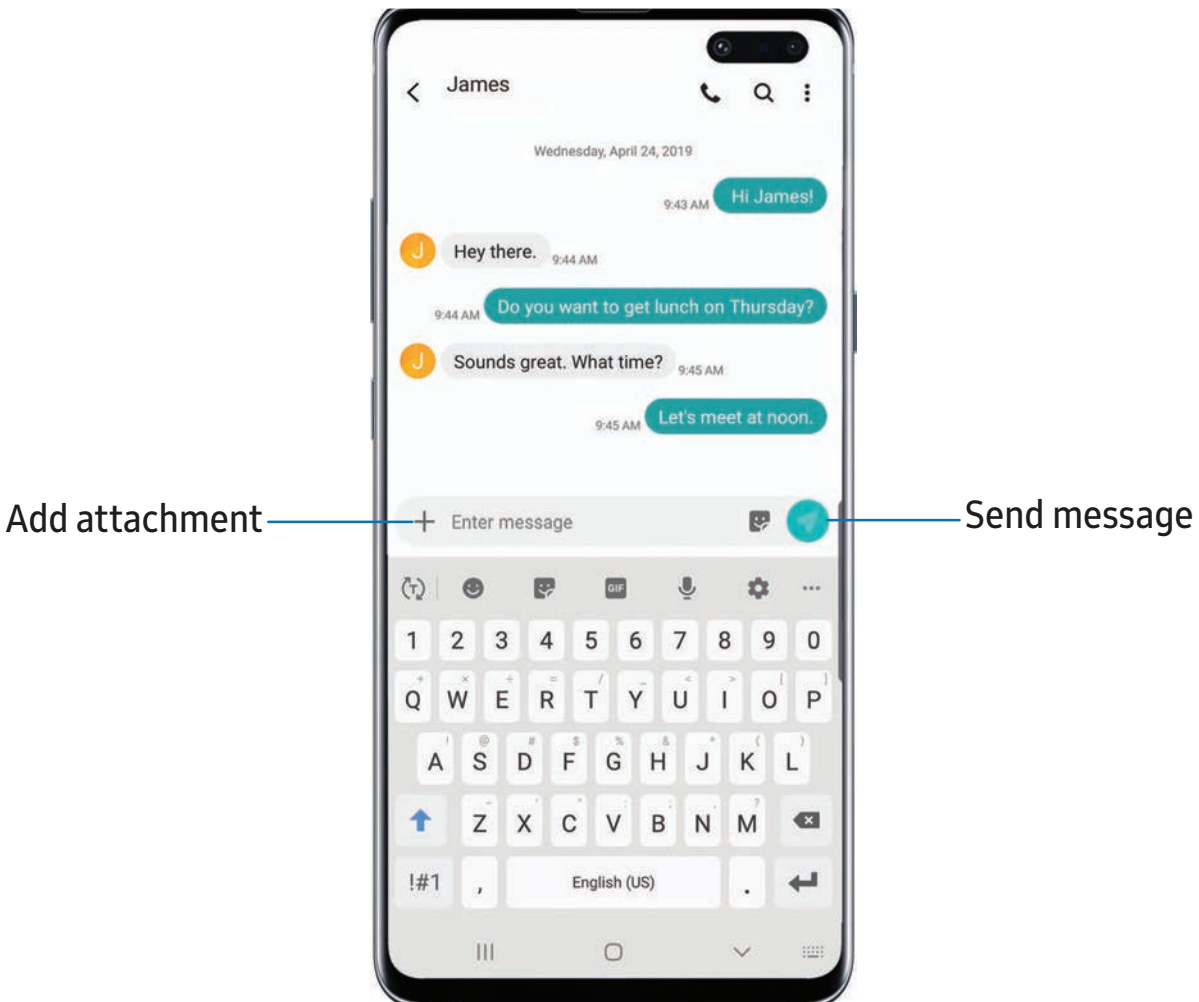 James
Wednesday, April 24, 2019
9:43 AM Hi James!
J Hey there. 9:44 AM
9:44 AM Do you want to get lunch on Thursday?
J Sounds great. What time? 9:45 AM
9:45 AM Let's meet at noon.
Add attachment
+ Enter message
Send message
T GIF
1 2 3 4 5 6 7 8 9 0
Q W E R T Y U I O P
A S D F G H J K L
Z X C V B N M
!#1 , English (US) .